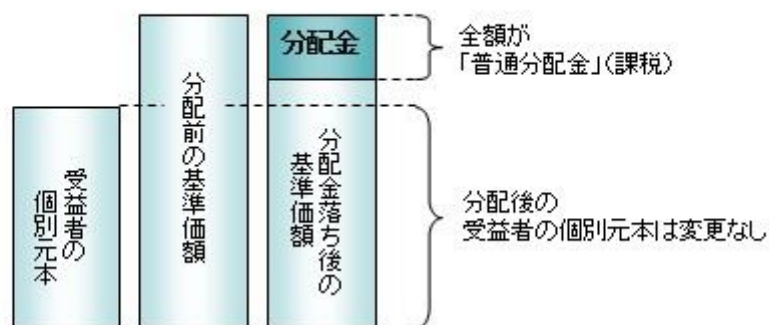 受益者の
個別元本
分配前の基準価額
分配金
分配金落ち後の
基準価額
全額が
「普通分配金」(課税)
分配後の
受益者の個別元本は変更なし